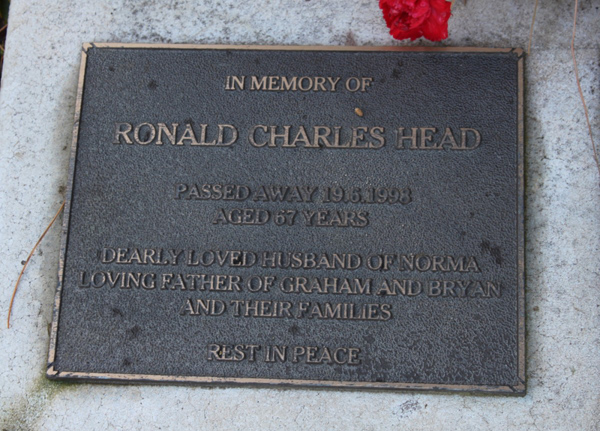 IN MEMORY OF
RONALD CHARLES HEAD
PASSED AWAY 19.6.1998
AGED 67 YEARS
DEARLY LOVED HUSBAND OF NORMA
LOVING FATHER OF GRAHAM AND BRYAN
AND THEIR FAMILIES
REST IN PEACE